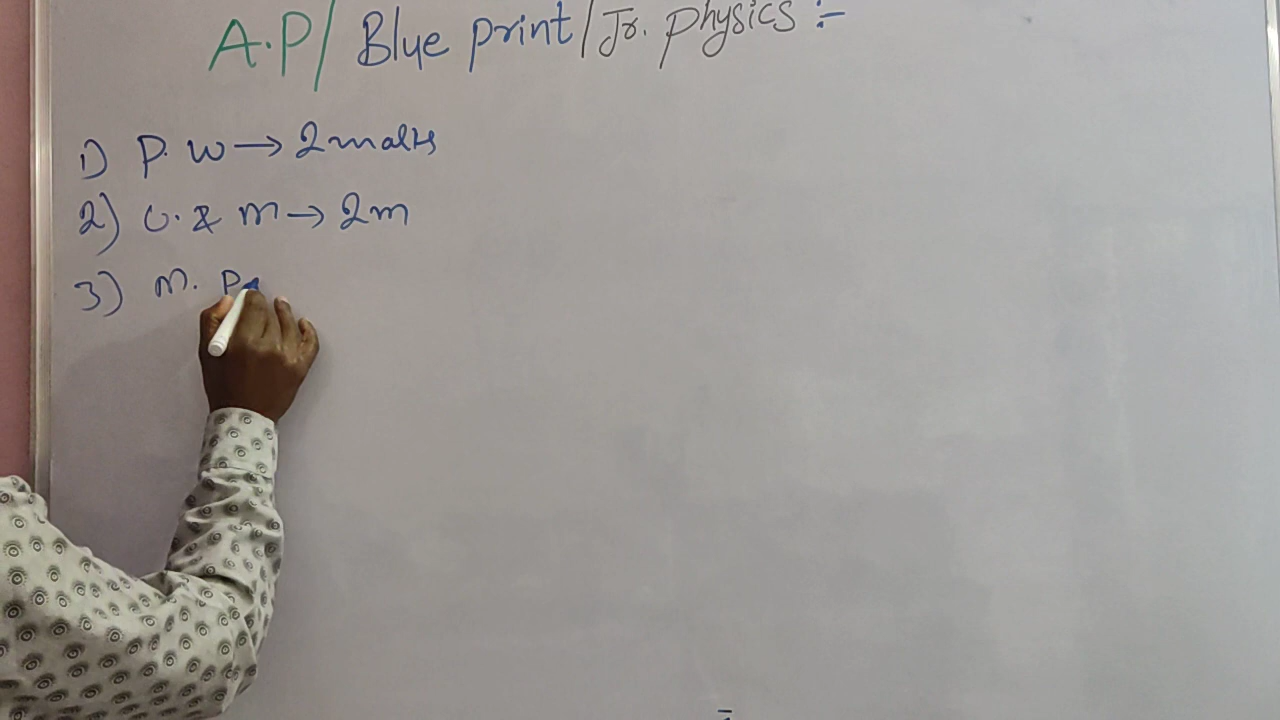 A.P/ Blue print/Jr. Physics :-
1) P. W → 2 marks
2) U. & M → 2m
3) M. P